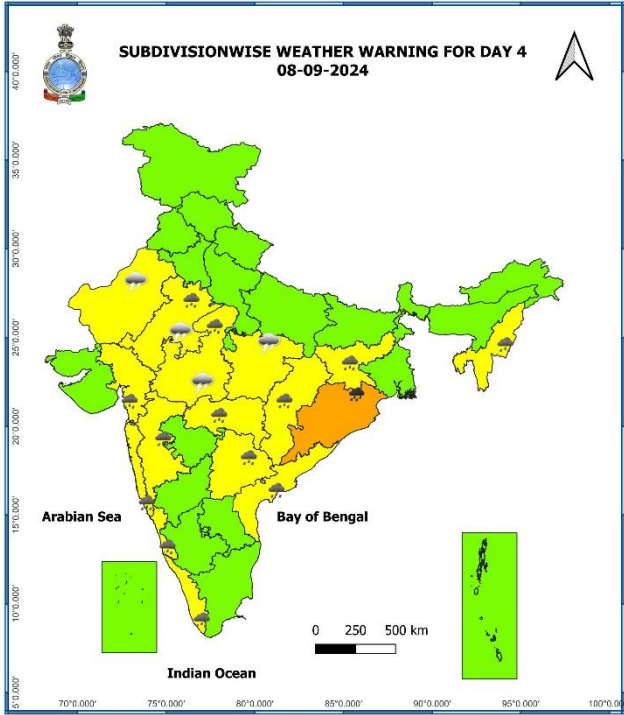 SUBDIVISIONWISE WEATHER WARNING FOR DAY 4
08-09-2024
40°0.000'
35°0.000'
30°0.000'
25°0.000'
20°0.000'
15°0.000'
10°0.000'
5°0.000'
Arabian Sea
Bay of Bengal
0 250 500 km
Indian Ocean
70°0.000' 75°0.000' 80°0.000' 85°0.000' 90°0.000' 95°0.000' 100°0.000'